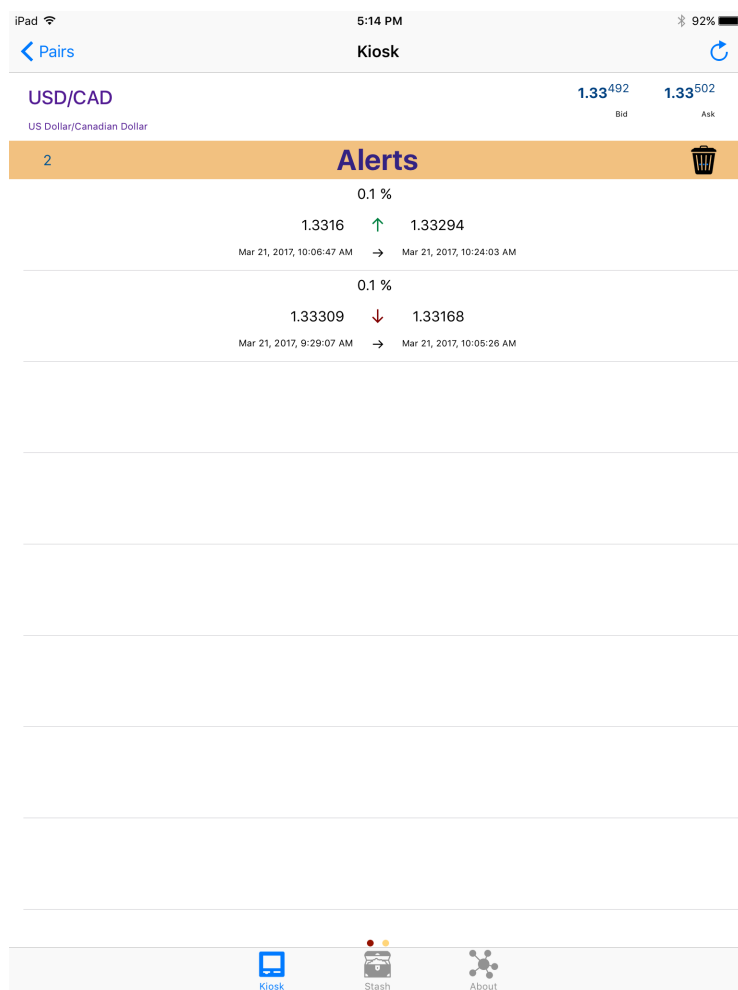 iPad 5:14 PM 92%
Pairs Kiosk
USD/CAD 1.33492 1.33502
Bid Ask
US Dollar/Canadian Dollar
2 Alerts
0.1 %
1.3316 ↑ 1.33294
Mar 21, 2017, 10:06:47 AM → Mar 21, 2017, 10:24:03 AM
0.1 %
1.33309 ↓ 1.33168
Mar 21, 2017, 9:29:07 AM → Mar 21, 2017, 10:05:26 AM
Kiosk Stash About